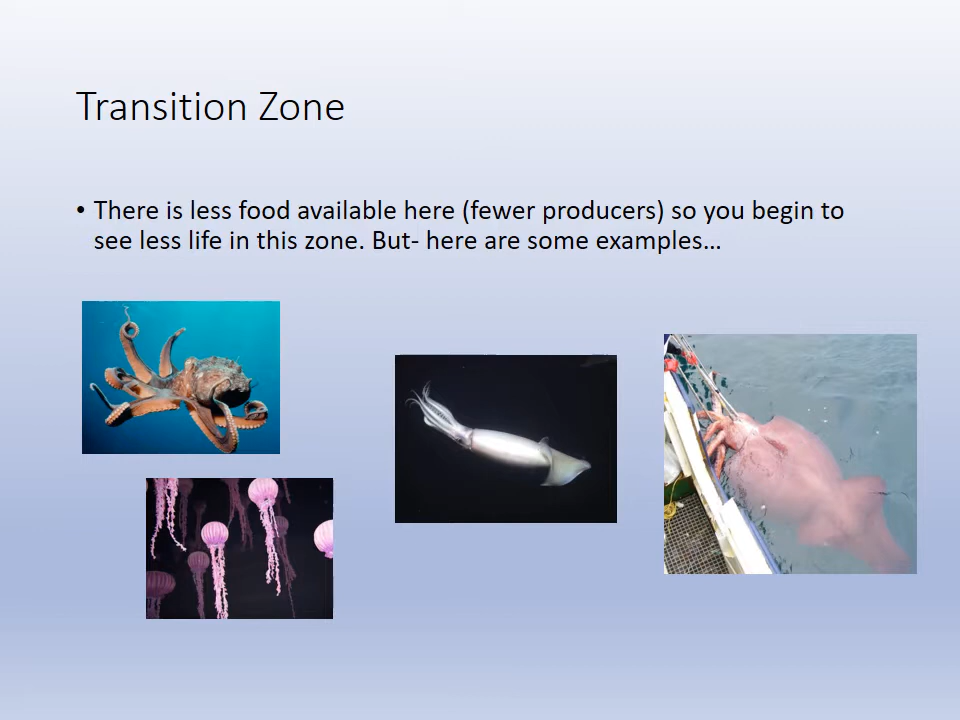 Transition Zone
• There is less food available here (fewer producers) so you begin to
see less life in this zone. But- here are some examples…